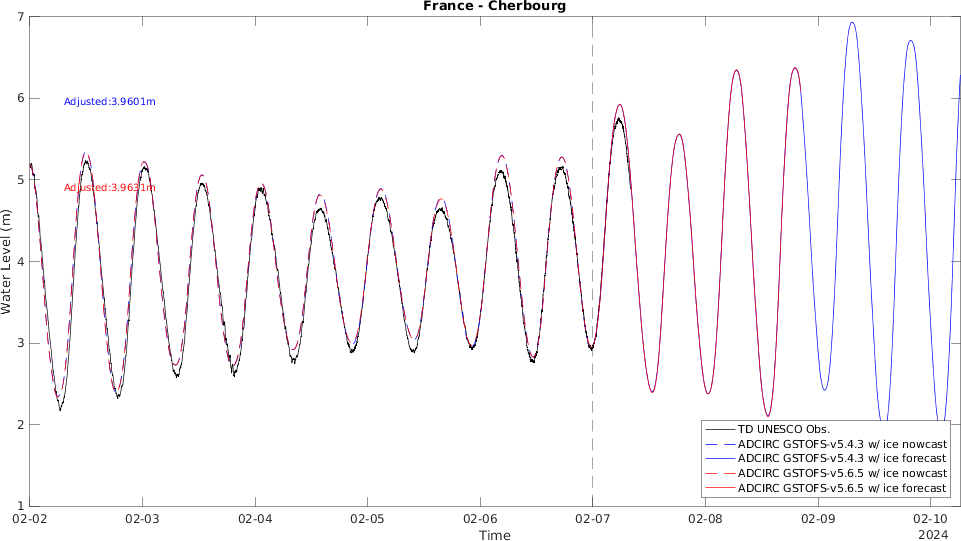 France - Cherbourg
7
6
5
4
3
2
1
Water Level (m)
Adjusted:3.9601m
Adjusted:3.9631m
TD UNESCO Obs.
ADCIRC GSTOFS-v5.4.3 w/ ice nowcast
ADCIRC GSTOFS-v5.4.3 w/ ice forecast
ADCIRC GSTOFS-v5.6.5 w/ ice nowcast
ADCIRC GSTOFS-v5.6.5 w/ ice forecast
02-02 02-03 02-04 02-05 02-06 02-07 02-08 02-09 02-10
2024
Time